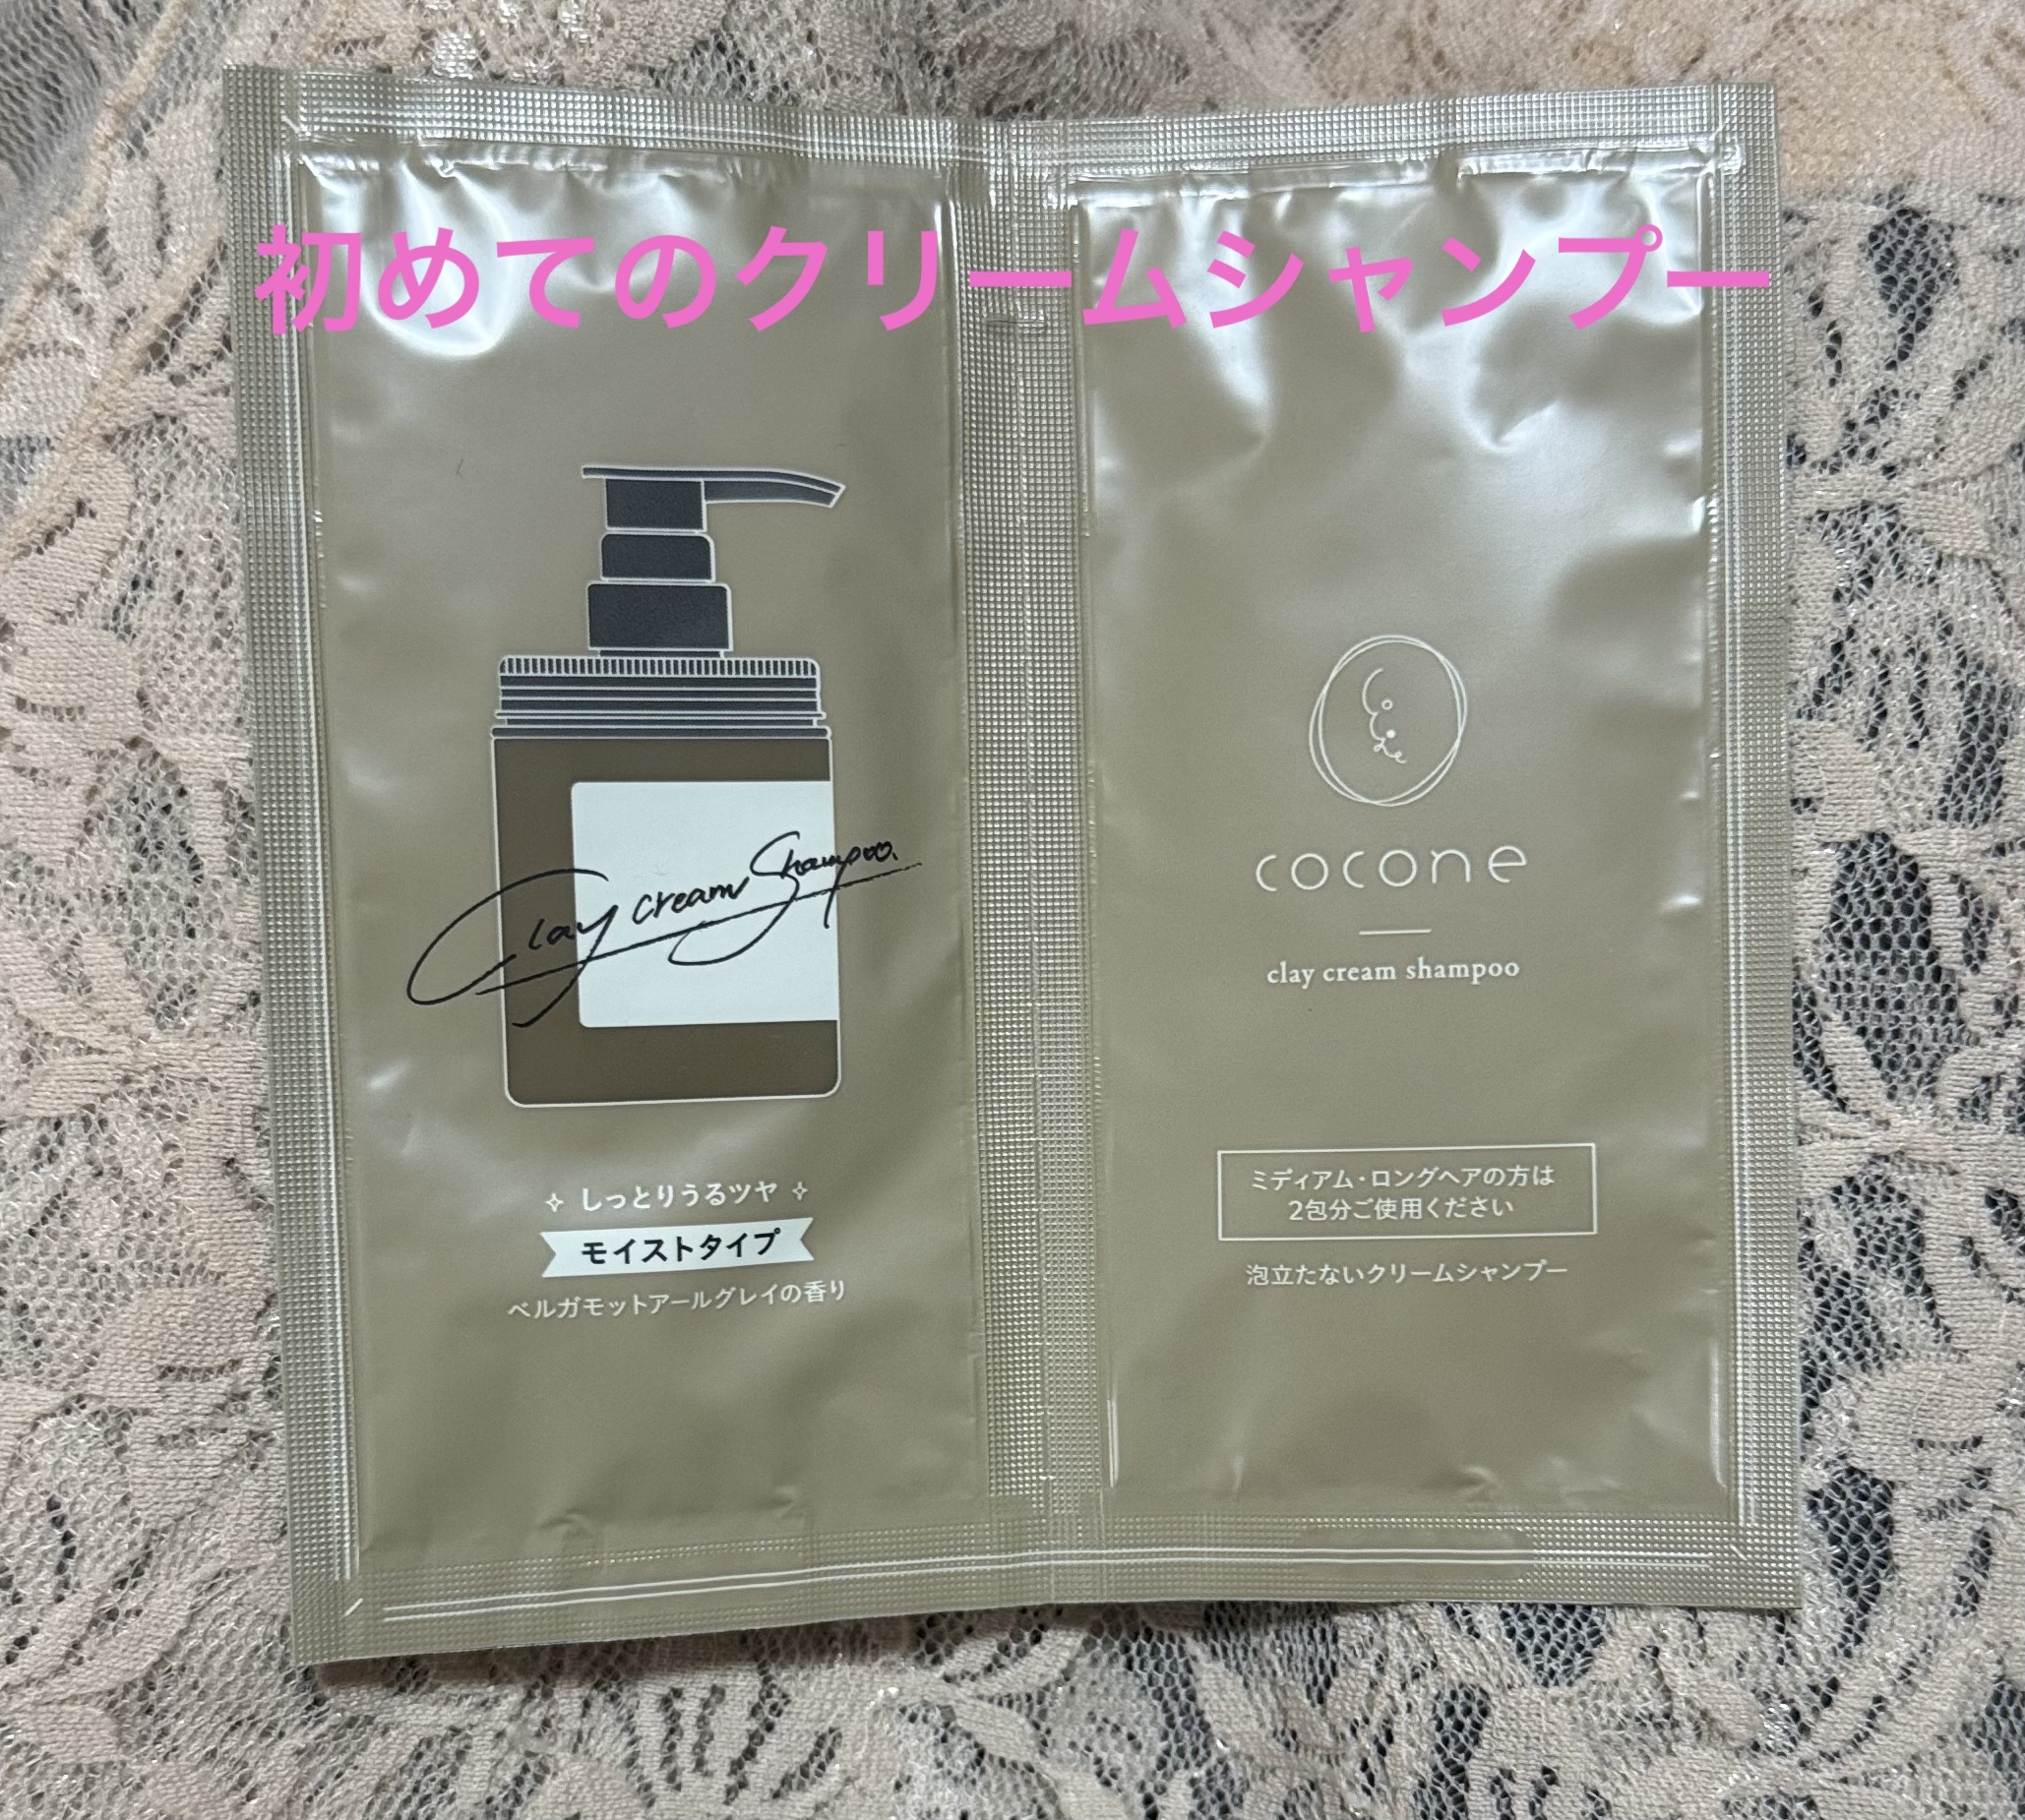 初めてのクリームシャンプー
Clay cream Shampoo.
しっとりうるツヤ
モイストタイプ
ベルガモットアールグレイの香り
cocone
cocone
clay cream shampoo
ミディアム・ロングヘアの方は
2包分ご使用ください
泡立たないクリームシャンプー